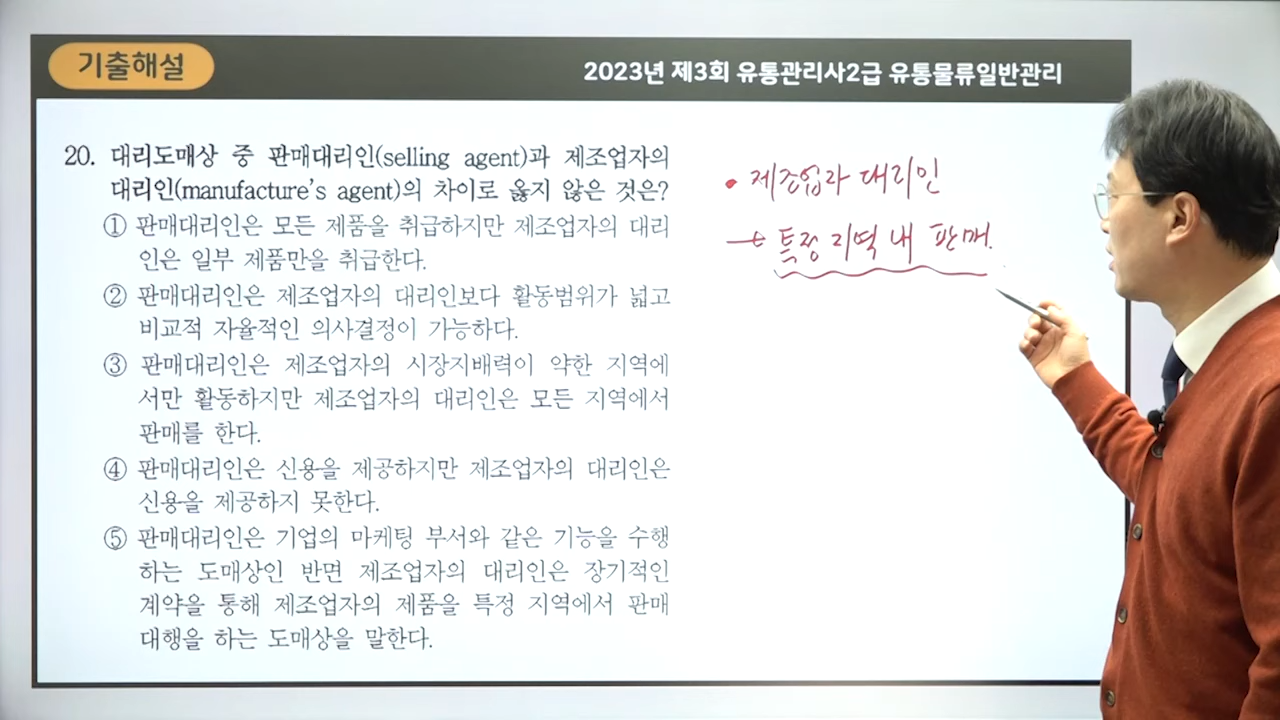 기출해설
2023년 제3회 유통관리사2급 유통물류일반관리
20. 대리도매상 중 판매대리인(selling agent)과 제조업자의
대리인(manufacture's agent)의 차이로 옳지 않은 것은?
① 판매대리인은 모든 제품을 취급하지만 제조업자의 대리
인은 일부 제품만을 취급한다.
② 판매대리인은 제조업자의 대리인보다 활동범위가 넓고
비교적 자율적인 의사결정이 가능하다.
③ 판매대리인은 제조업자의 시장지배력이 약한 지역에
서만 활동하지만 제조업자의 대리인은 모든 지역에서
판매를 한다.
④ 판매대리인은 신용을 제공하지만 제조업자의 대리인은
신용을 제공하지 못한다.
⑤ 판매대리인은 기업의 마케팅 부서와 같은 기능을 수행
하는 도매상인 반면 제조업자의 대리인은 장기적인
계약을 통해 제조업자의 제품을 특정 지역에서 판매
대행을 하는 도매상을 말한다.
• 제조업자 대리인
→ 특정 지역 내 판매.